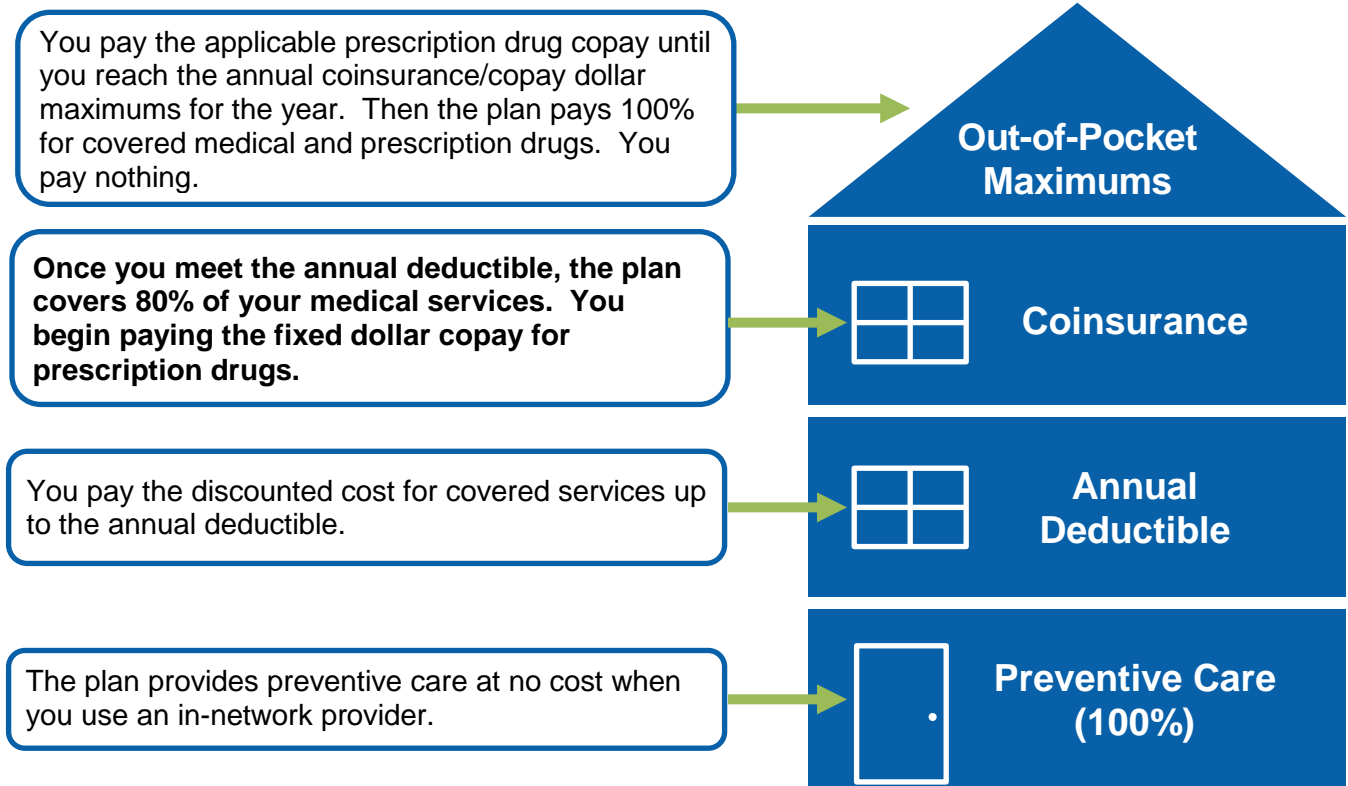 You pay the applicable prescription drug copay until
you reach the annual coinsurance/copay dollar
maximums for the year.  Then the plan pays 100%
for covered medical and prescription drugs.  You
pay nothing.
Out-of-Pocket
Maximums
Once you meet the annual deductible, the plan
covers 80% of your medical services.  You
begin paying the fixed dollar copay for
prescription drugs.
Coinsurance
You pay the discounted cost for covered services up
to the annual deductible.
Annual
Deductible
The plan provides preventive care at no cost when
you use an in-network provider.
Preventive Care
(100%)